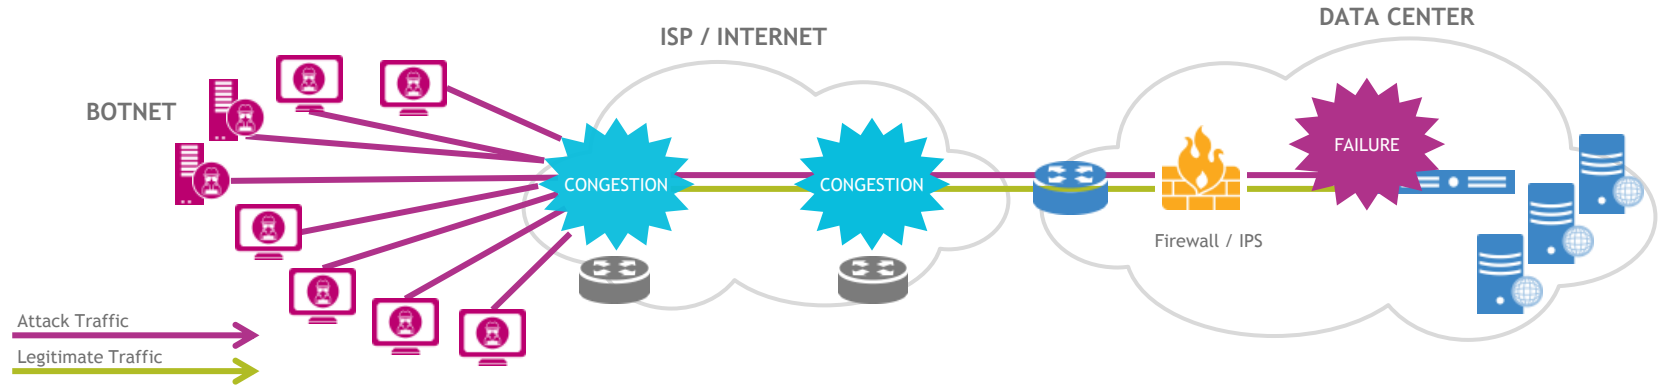 DATA CENTER
ISP / INTERNET
BOTNET
FAILURE
CONGESTION
CONGESTION
Firewall / IPS
Attack Traffic
Legitimate Traffic